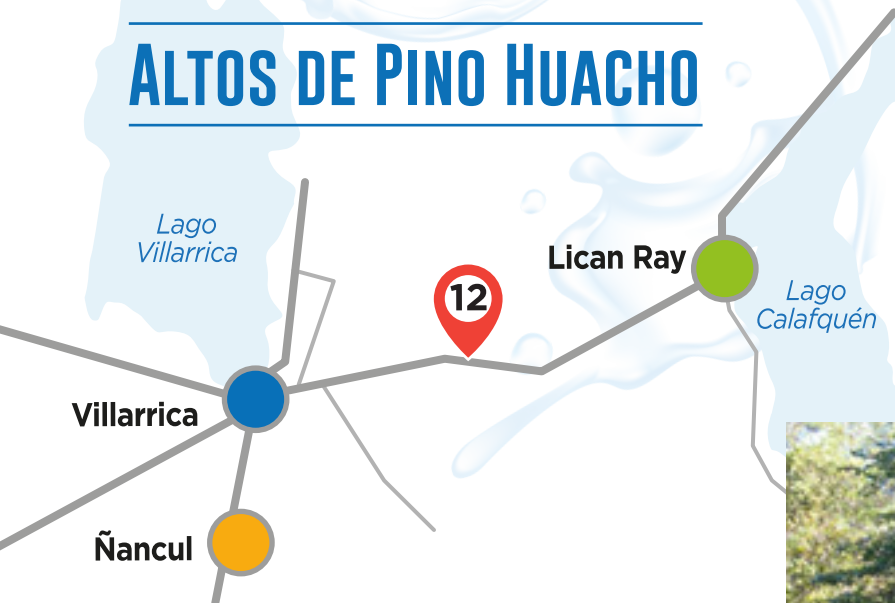 ALTOS DE PINO HUACHO
Lago
Villarrica
Lican Ray
12
Lago
Calafquén
Villarrica
Ñancul